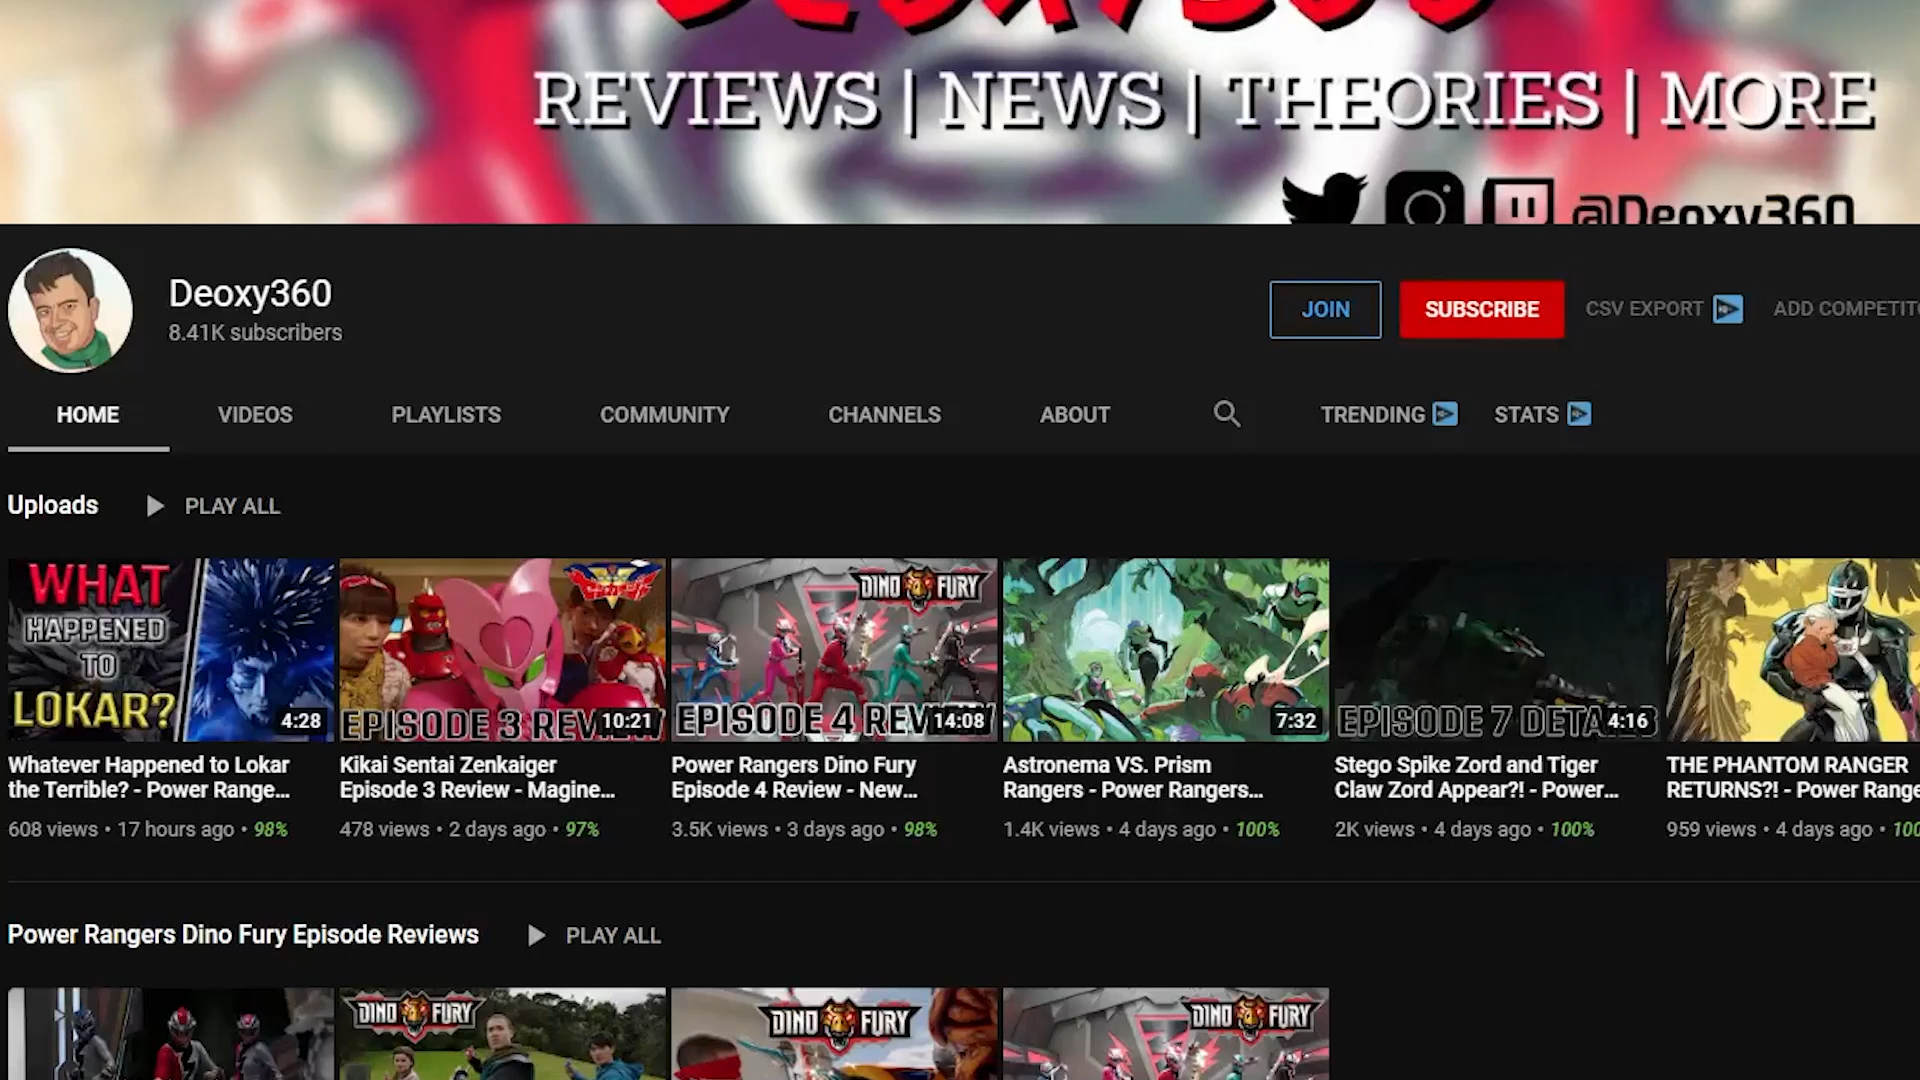 REVIEWS | NEWS | THEORIES | MORE
@Deoxy360
Deoxy360
8.41K subscribers
JOIN
SUBSCRIBE
CSV EXPORT
ADD COMPETITO
HOME
VIDEOS
PLAYLISTS
COMMUNITY
CHANNELS
ABOUT
TRENDING
STATS
Uploads
PLAY ALL
WHAT
HAPPENED
TO
LOKAR?
4:28
EPISODE 3 REVIEW
10:21
DINO FURY
EPISODE 4 REVIEW
14:08
7:32
EPISODE 7 DETAILS
4:16
Whatever Happened to Lokar
the Terrible? - Power Range...
608 views • 17 hours ago • 98%
Kikai Sentai Zenkaiger
Episode 3 Review - Magine...
478 views • 2 days ago • 97%
Power Rangers Dino Fury
Episode 4 Review - New...
3.5K views • 3 days ago • 98%
Astronema VS. Prism
Rangers - Power Rangers...
1.4K views • 4 days ago • 100%
Stego Spike Zord and Tiger
Claw Zord Appear?! - Power...
2K views • 4 days ago • 100%
THE PHANTOM RANGER
RETURNS?! - Power Range
959 views • 4 days ago • 100
Power Rangers Dino Fury Episode Reviews
PLAY ALL
DINO FURY
DINO FURY
DINO FURY